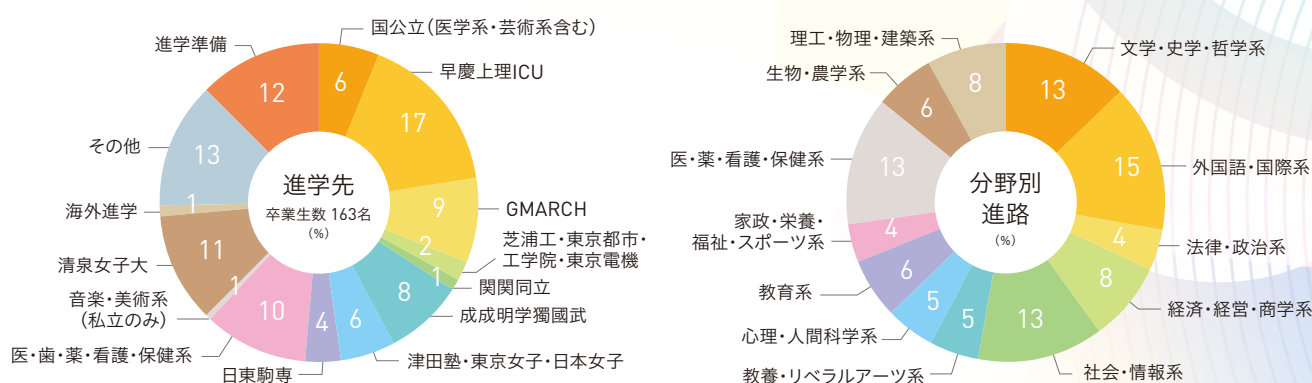 進学先
卒業生数 163名
(%)
国公立(医学系・芸術系含む)
6
早慶上理ICU
17
GMARCH
9
芝浦工・東京都市・
工学院・東京電機
2
関関同立
1
成成明学獨國武
8
津田塾・東京女子・日本女子
6
日東駒専
4
医・歯・薬・看護・保健系
10
音楽・美術系
(私立のみ)
1
清泉女子大
11
海外進学
1
その他
13
進学準備
12
分野別
進路
(%)
文学・史学・哲学系
13
外国語・国際系
15
法律・政治系
4
経済・経営・商学系
8
社会・情報系
13
教養・リベラルアーツ系
5
心理・人間科学系
5
教育系
6
家政・栄養・
福祉・スポーツ系
4
医・薬・看護・保健系
13
生物・農学系
6
理工・物理・建築系
8